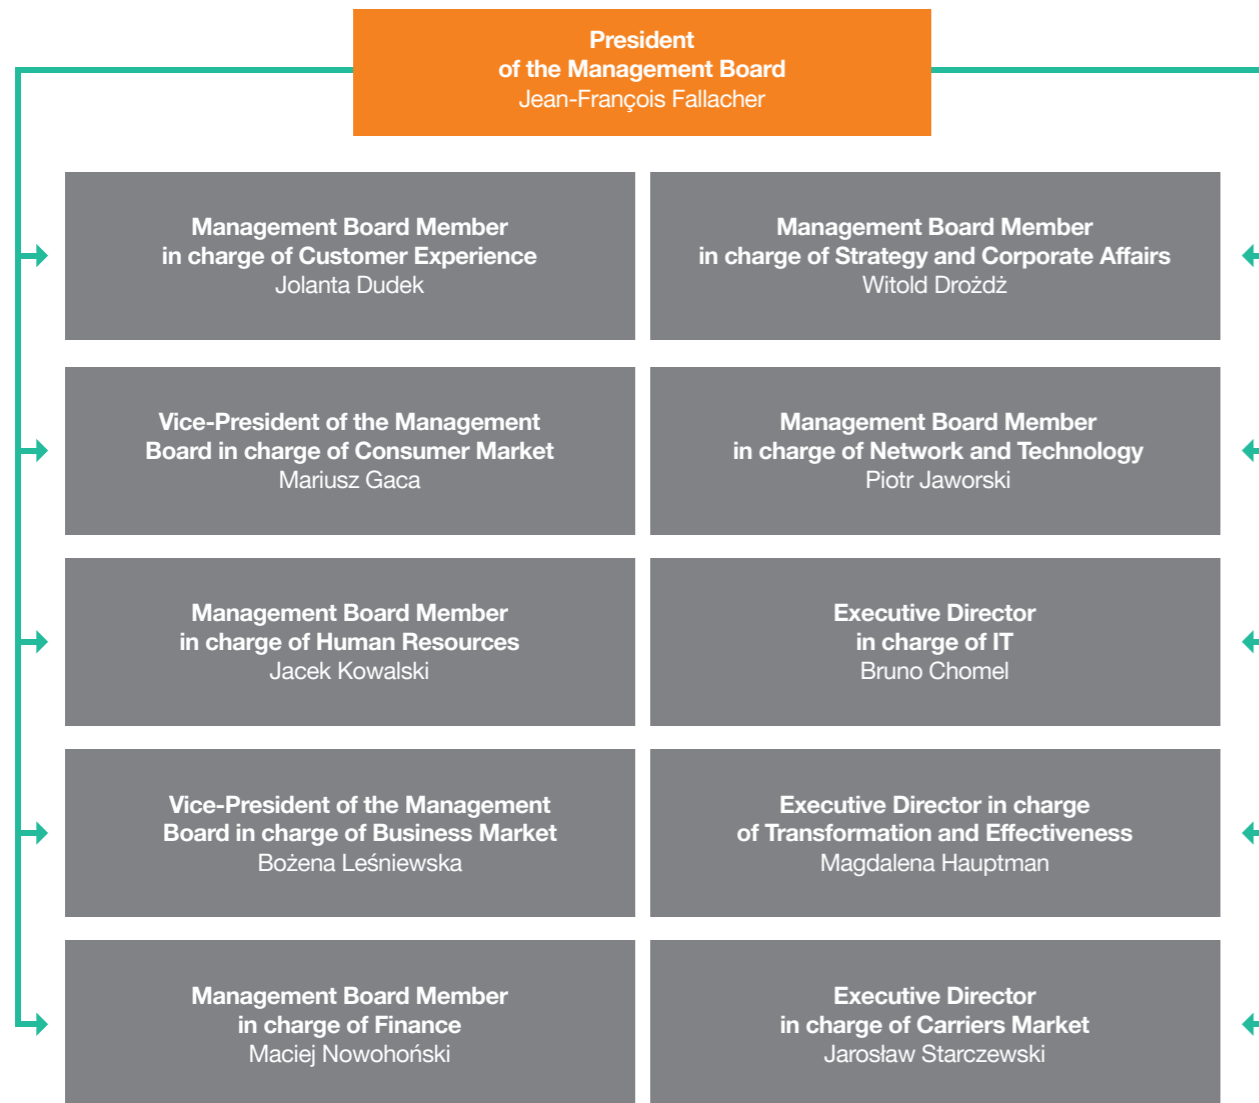 President
of the Management Board
Jean-François Fallacher
Management Board Member
in charge of Customer Experience
Jolanta Dudek
Management Board Member
in charge of Strategy and Corporate Affairs
Witold Drożdż
Vice-President of the Management
Board in charge of Consumer Market
Mariusz Gaca
Management Board Member
in charge of Network and Technology
Piotr Jaworski
Management Board Member
in charge of Human Resources
Jacek Kowalski
Executive Director
in charge of IT
Bruno Chomel
Vice-President of the Management
Board in charge of Business Market
Bożena Leśniewska
Executive Director in charge
of Transformation and Effectiveness
Magdalena Hauptman
Management Board Member
in charge of Finance
Maciej Nowohoński
Executive Director
in charge of Carriers Market
Jarosław Starczewski